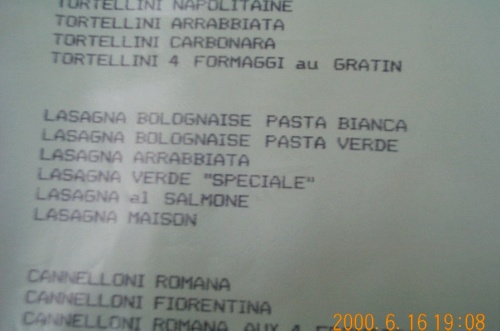 TORTELLINI NAPOLITAINE
TORTELLINI ARRABBIATA
TORTELLINI CARBONARA
TORTELLINI 4 FORMAGGI au GRATIN
LASAGNA BOLOGNAISE PASTA BIANCA
LASAGNA BOLOGNAISE PASTA VERDE
LASAGNA ARRABBIATA
LASAGNA VERDE "SPECIALE"
LASAGNA al SALMONE
LASAGNA MAISON
CANNELLONI ROMANA
CANNELLONI FIORENTINA
CANNELLONI ROMANA AUX 4
2000. 6. 16 19:08